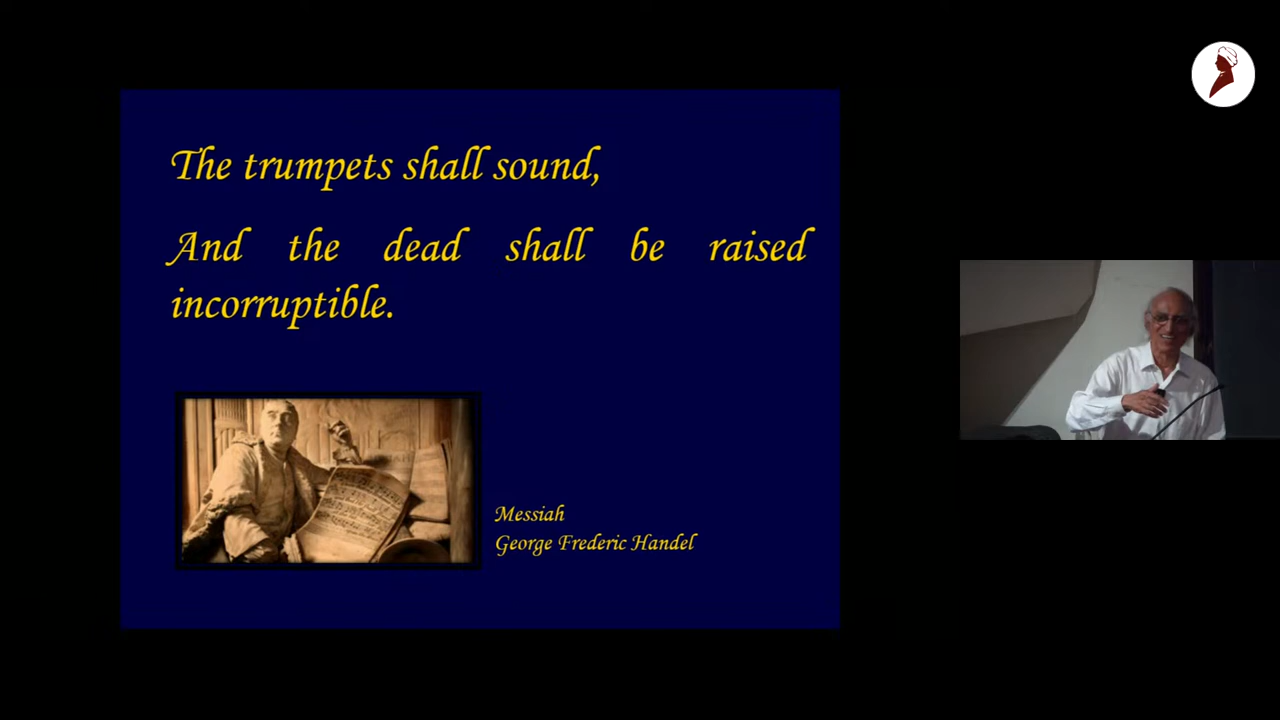 The trumpets shall sound,
And the dead shall be raised
incorruptible.
Messiah
George Frederic Handel